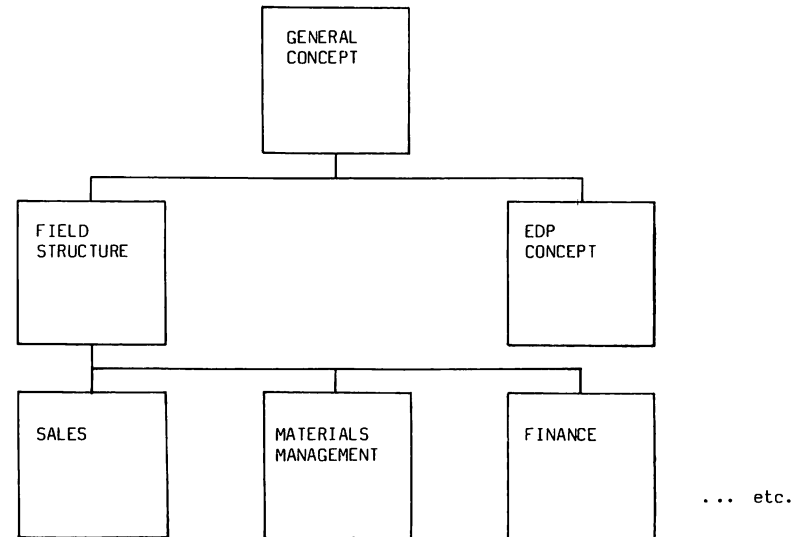 GENERAL
CONCEPT
FIELD
STRUCTURE
EDP
CONCEPT
SALES
MATERIALS
MANAGEMENT
FINANCE
... etc.